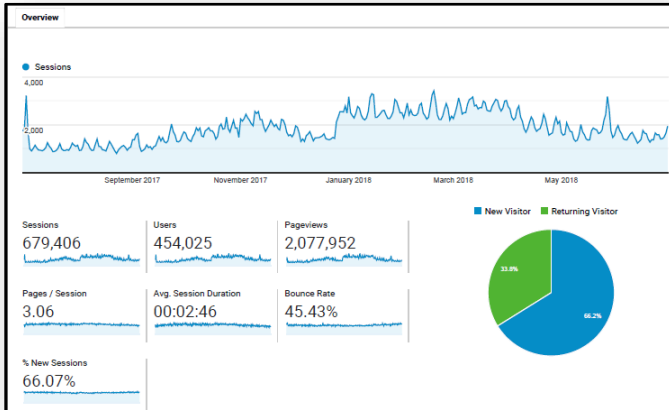 Overview
Sessions
4,000
2,000
September 2017 November 2017 January 2018 March 2018 May 2018
New Visitor Returning Visitor
Sessions Users Pageviews
679,406 454,025 2,077,952
33.8%
66.2%
Pages / Session Avg. Session Duration Bounce Rate
3.06 00:02:46 45.43%
% New Sessions
66.07%